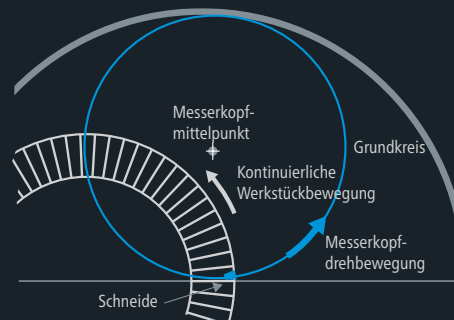 Messerkopf-
mittelpunkt
Grundkreis
Kontinuierliche
Werkstückbewegung
Messerkopf-
drehbewegung
Schneide